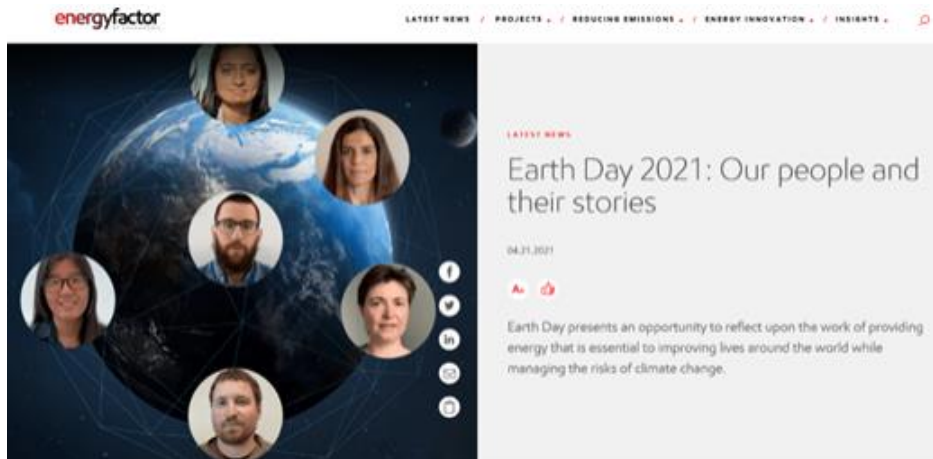 energyfactor
LATEST NEWS / PROJECTS / REDUCING EMISSIONS / ENERGY INNOVATION / INSIGHTS
LATEST NEWS
Earth Day 2021: Our people and
their stories
04.21.2021
Aa
Earth Day presents an opportunity to reflect upon the work of providing
energy that is essential to improving lives around the world while
managing the risks of climate change.